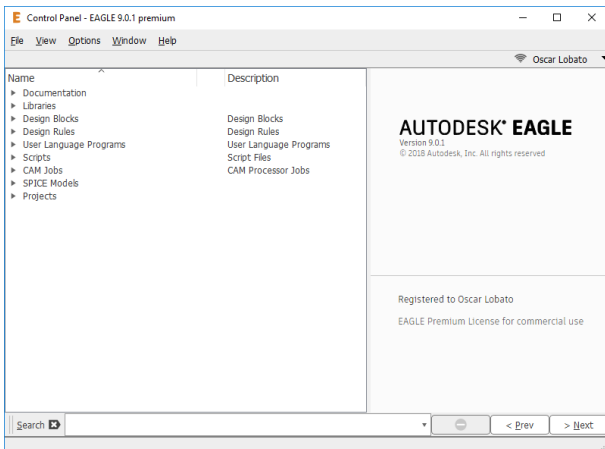 E Control Panel - EAGLE 9.0.1 premium
File View Options Window Help
Oscar Lobato
Name Description
Documentation
Libraries
Design Blocks Design Blocks
Design Rules Design Rules
User Language Programs User Language Programs
Scripts Script Files
CAM Jobs CAM Processor Jobs
SPICE Models
Projects
AUTODESK® EAGLE
Version 9.0.1
© 2018 Autodesk, Inc. All rights reserved
Registered to Oscar Lobato
EAGLE Premium License for commercial use
Search < Prev > Next